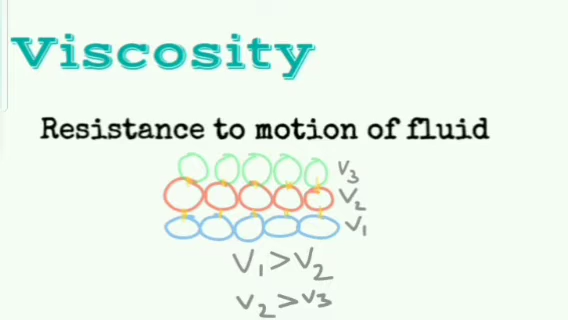 Viscosity
Resistance to motion of fluid
V₃
V₂
V₁
V₁ > V₂
V₂ > V₃